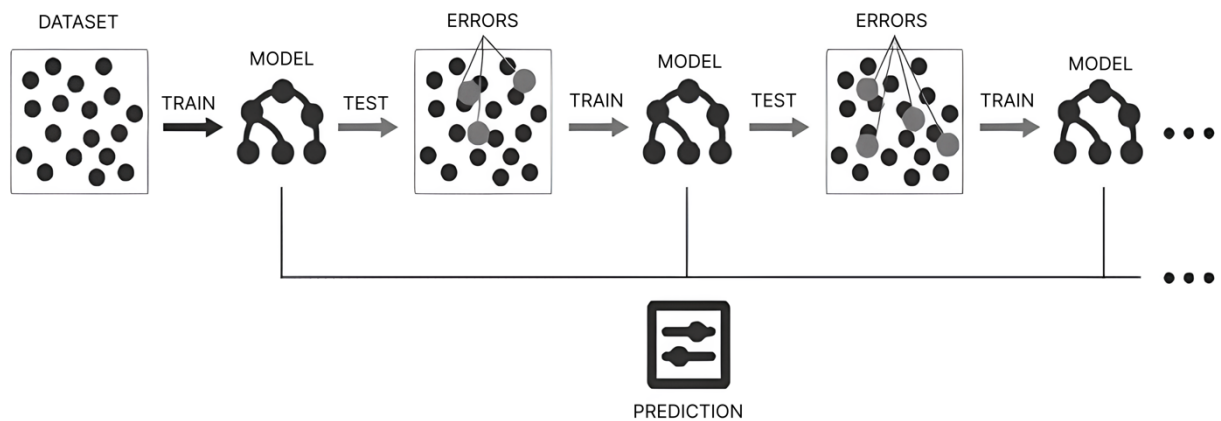 DATASET
ERRORS
ERRORS
MODEL
MODEL
MODEL
TRAIN
TEST
TRAIN
TEST
TRAIN
PREDICTION